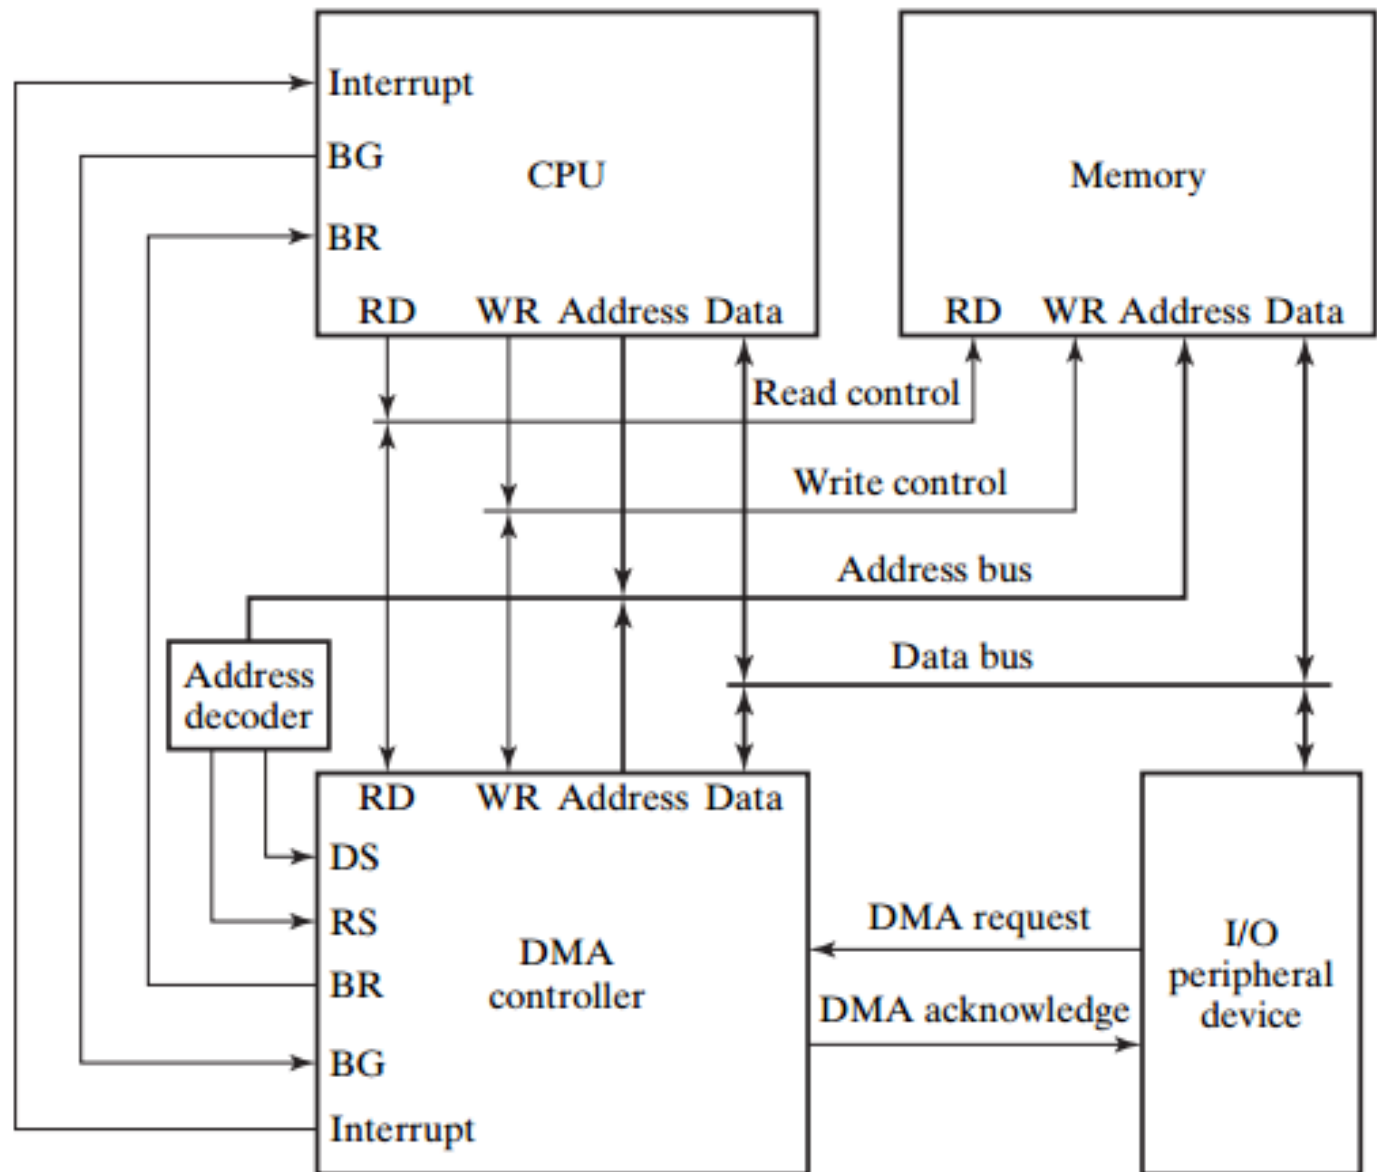 Interrupt
BG
CPU
Memory
BR
RD WR Address Data
RD WR Address Data
Read control
Write control
Address bus
Data bus
Address
decoder
RD WR Address Data
DS
RS
DMA request
DMA
controller
I/O
peripheral
device
BR
DMA acknowledge
BG
Interrupt